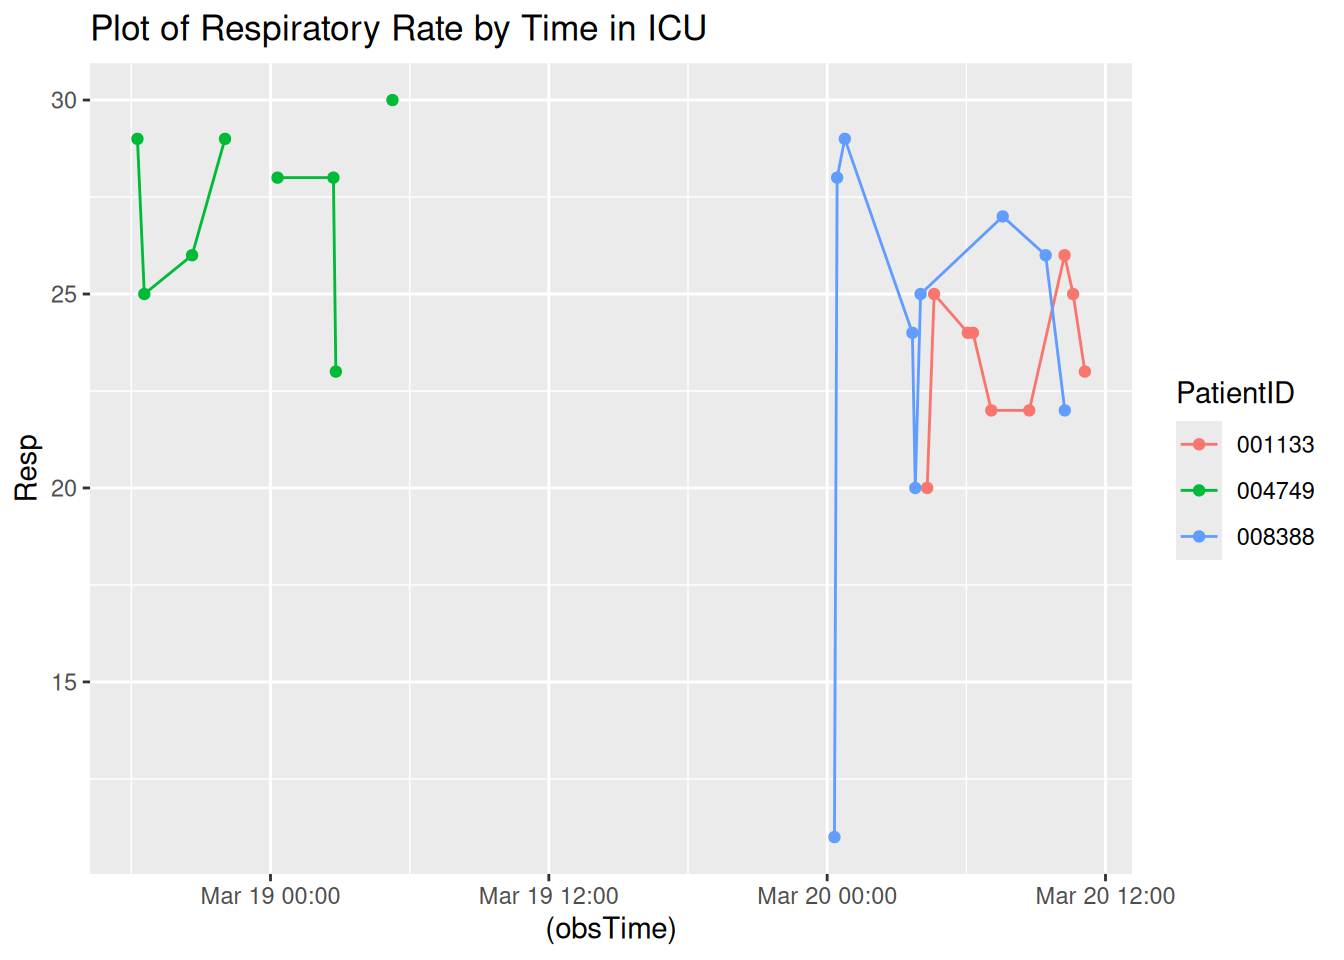 Plot of Respiratory Rate by Time in ICU
30
25
20
15
Resp
Mar 19 00:00
Mar 19 12:00
Mar 20 00:00
Mar 20 12:00
(obsTime)
PatientID
001133
004749
008388